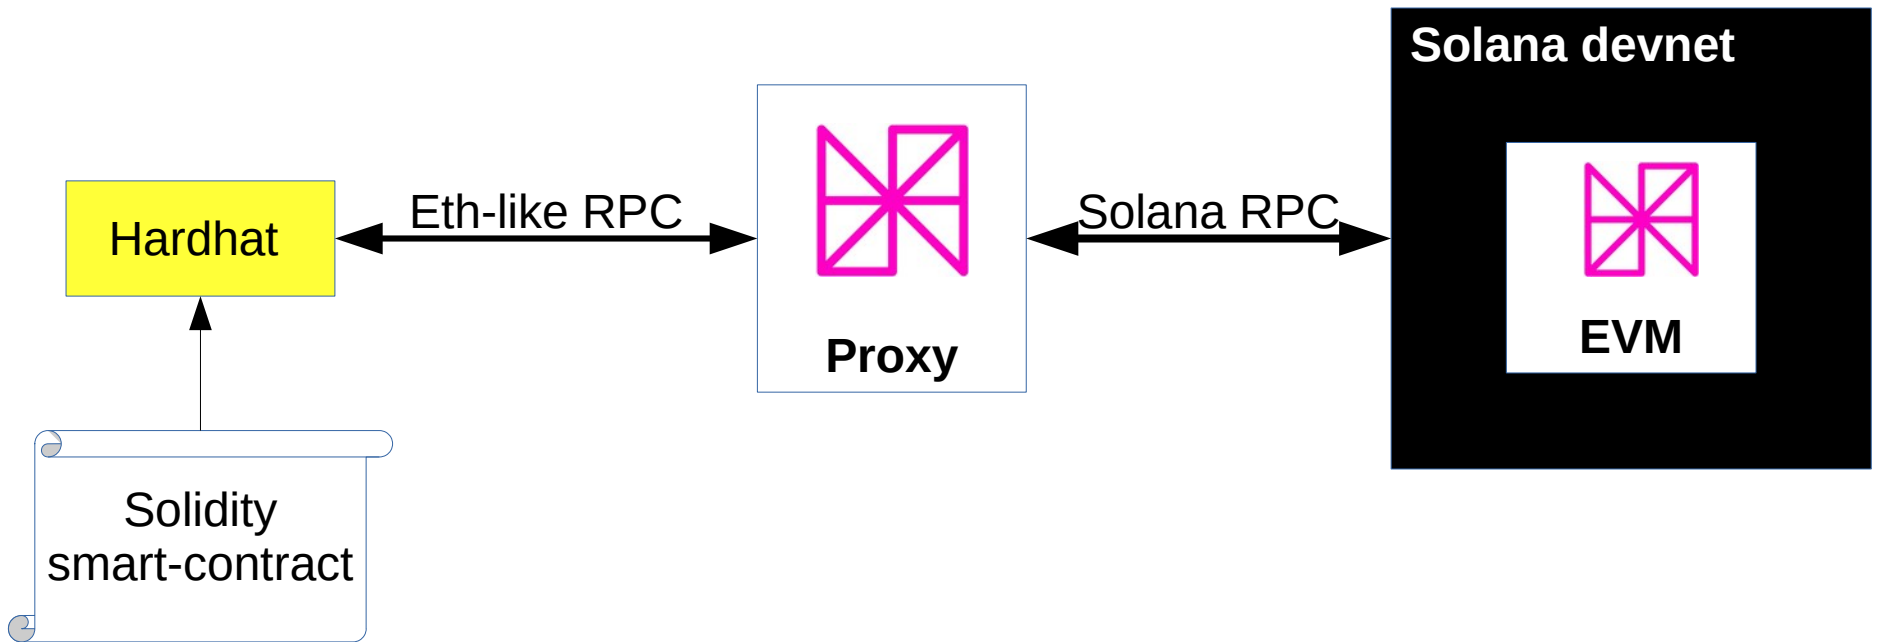 Solana devnet
Hardhat
Eth-like RPC
Proxy
Solana RPC
EVM
Solidity
smart-contract